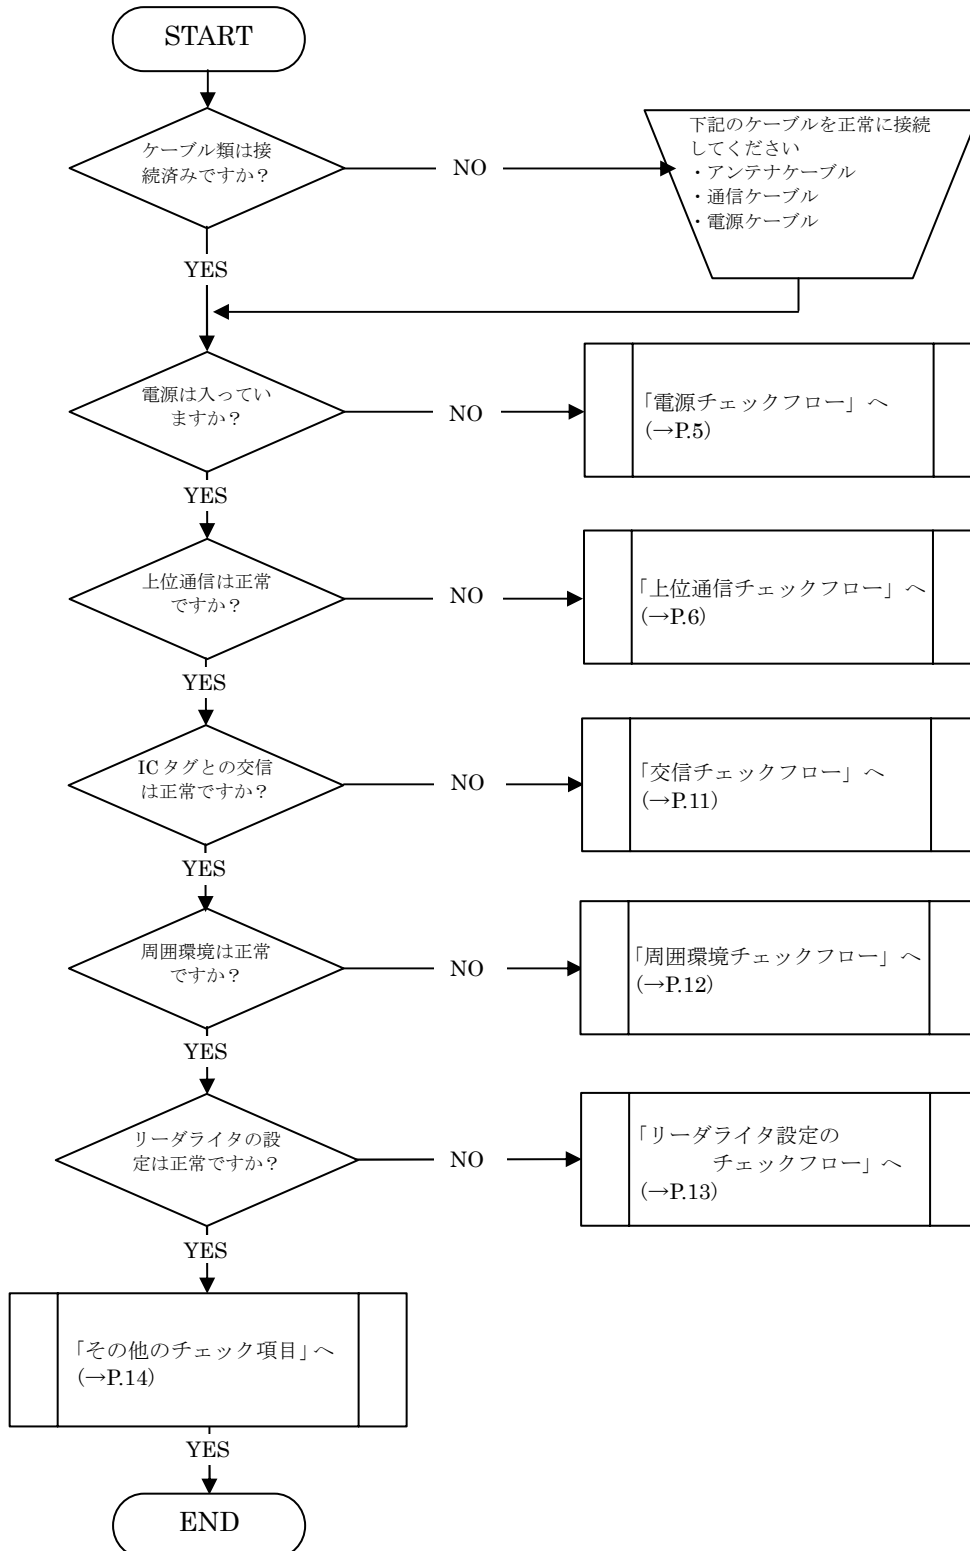 START
ケーブル類は接
続済みですか？
NO
下記のケーブルを正常に接続
してください
・アンテナケーブル
・通信ケーブル
・電源ケーブル
YES
電源は入ってい
ますか？
NO
「電源チェックフロー」へ
(→P.5)
YES
上位通信は正常
ですか？
NO
「上位通信チェックフロー」へ
(→P.6)
YES
IC タグとの交信
は正常ですか？
NO
「交信チェックフロー」へ
(→P.11)
YES
周囲環境は正常
ですか？
NO
「周囲環境チェックフロー」へ
(→P.12)
YES
リーダライタの設
定は正常ですか？
NO
「リーダライタ設定の
チェックフロー」へ
(→P.13)
YES
「その他のチェック項目」へ
(→P.14)
YES
END